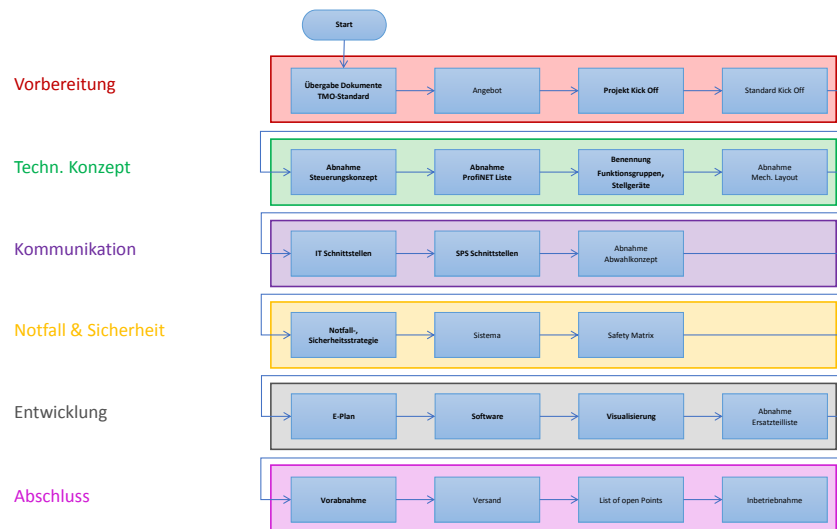 Start
Vorbereitung
Übergabe Dokumente
TMO-Standard
Angebot
Projekt Kick Off
Standard Kick Off
Techn. Konzept
Abnahme
Steuerungskonzept
Abnahme
ProfiNET Liste
Benennung
Funktionsgruppen,
Stellgeräte
Abnahme
Mech. Layout
Kommunikation
IT Schnittstellen
SPS Schnittstellen
Abnahme
Abwahlkonzept
Notfall & Sicherheit
Notfall-,
Sicherheitsstrategie
Sistema
Safety Matrix
Entwicklung
E-Plan
Software
Visualisierung
Abnahme
Ersatzteilliste
Abschluss
Vorabnahme
Versand
List of open Points
Inbetriebnahme